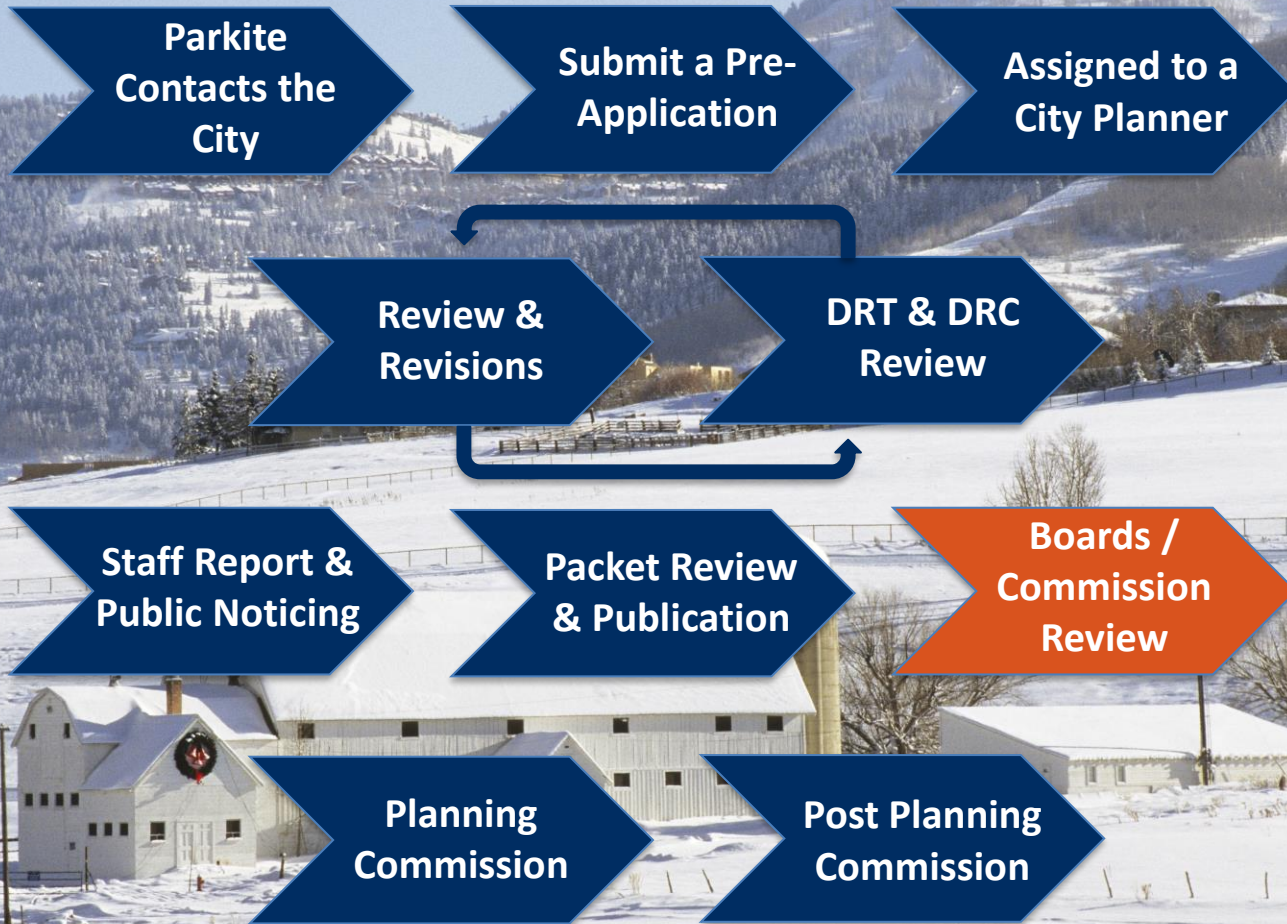 Parkite
Contacts the
City
Submit a Pre-
Application
Assigned to a
City Planner
Review &
Revisions
DRT & DRC
Review
Staff Report &
Public Noticing
Packet Review
& Publication
Boards /
Commission
Review
Planning
Commission
Post Planning
Commission